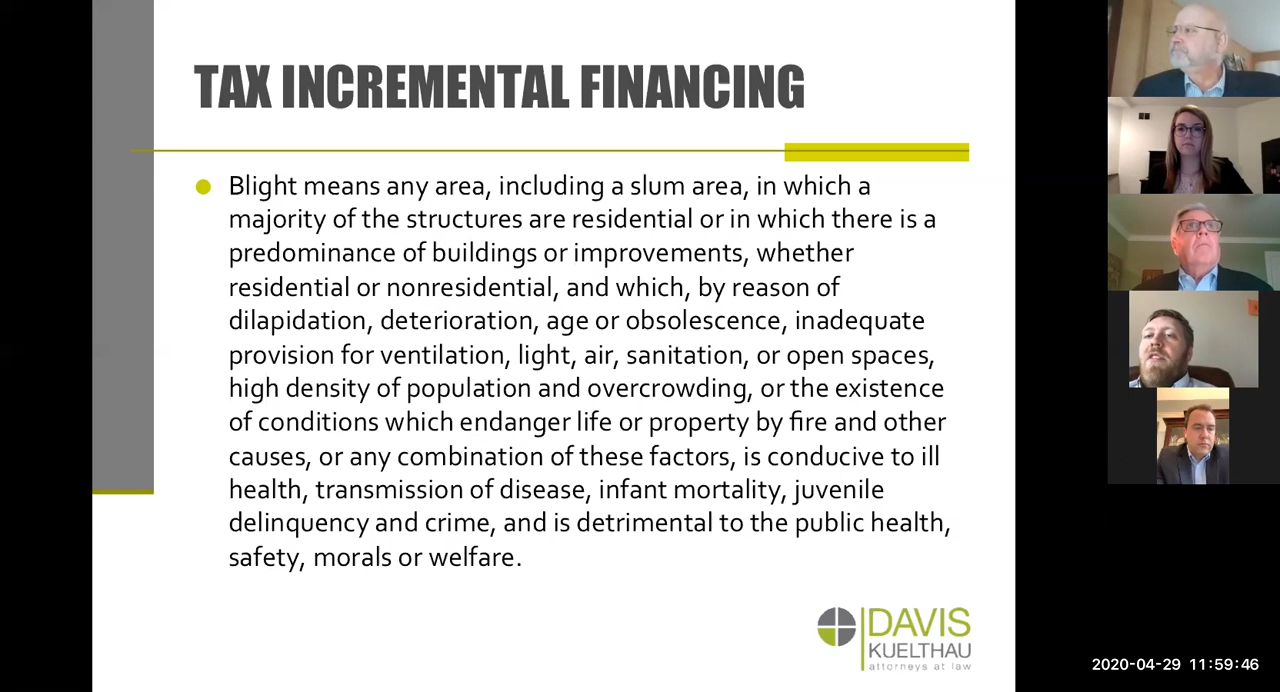 TAX INCREMENTAL FINANCING
Blight means any area, including a slum area, in which a
majority of the structures are residential or in which there is a
predominance of buildings or improvements, whether
residential or nonresidential, and which, by reason of
dilapidation, deterioration, age or obsolescence, inadequate
provision for ventilation, light, air, sanitation, or open spaces,
high density of population and overcrowding, or the existence
of conditions which endanger life or property by fire and other
causes, or any combination of these factors, is conducive to ill
health, transmission of disease, infant mortality, juvenile
delinquency and crime, and is detrimental to the public health,
safety, morals or welfare.
DAVIS
KUELTHAU
attorneys at law
2020-04-29 11:59:46